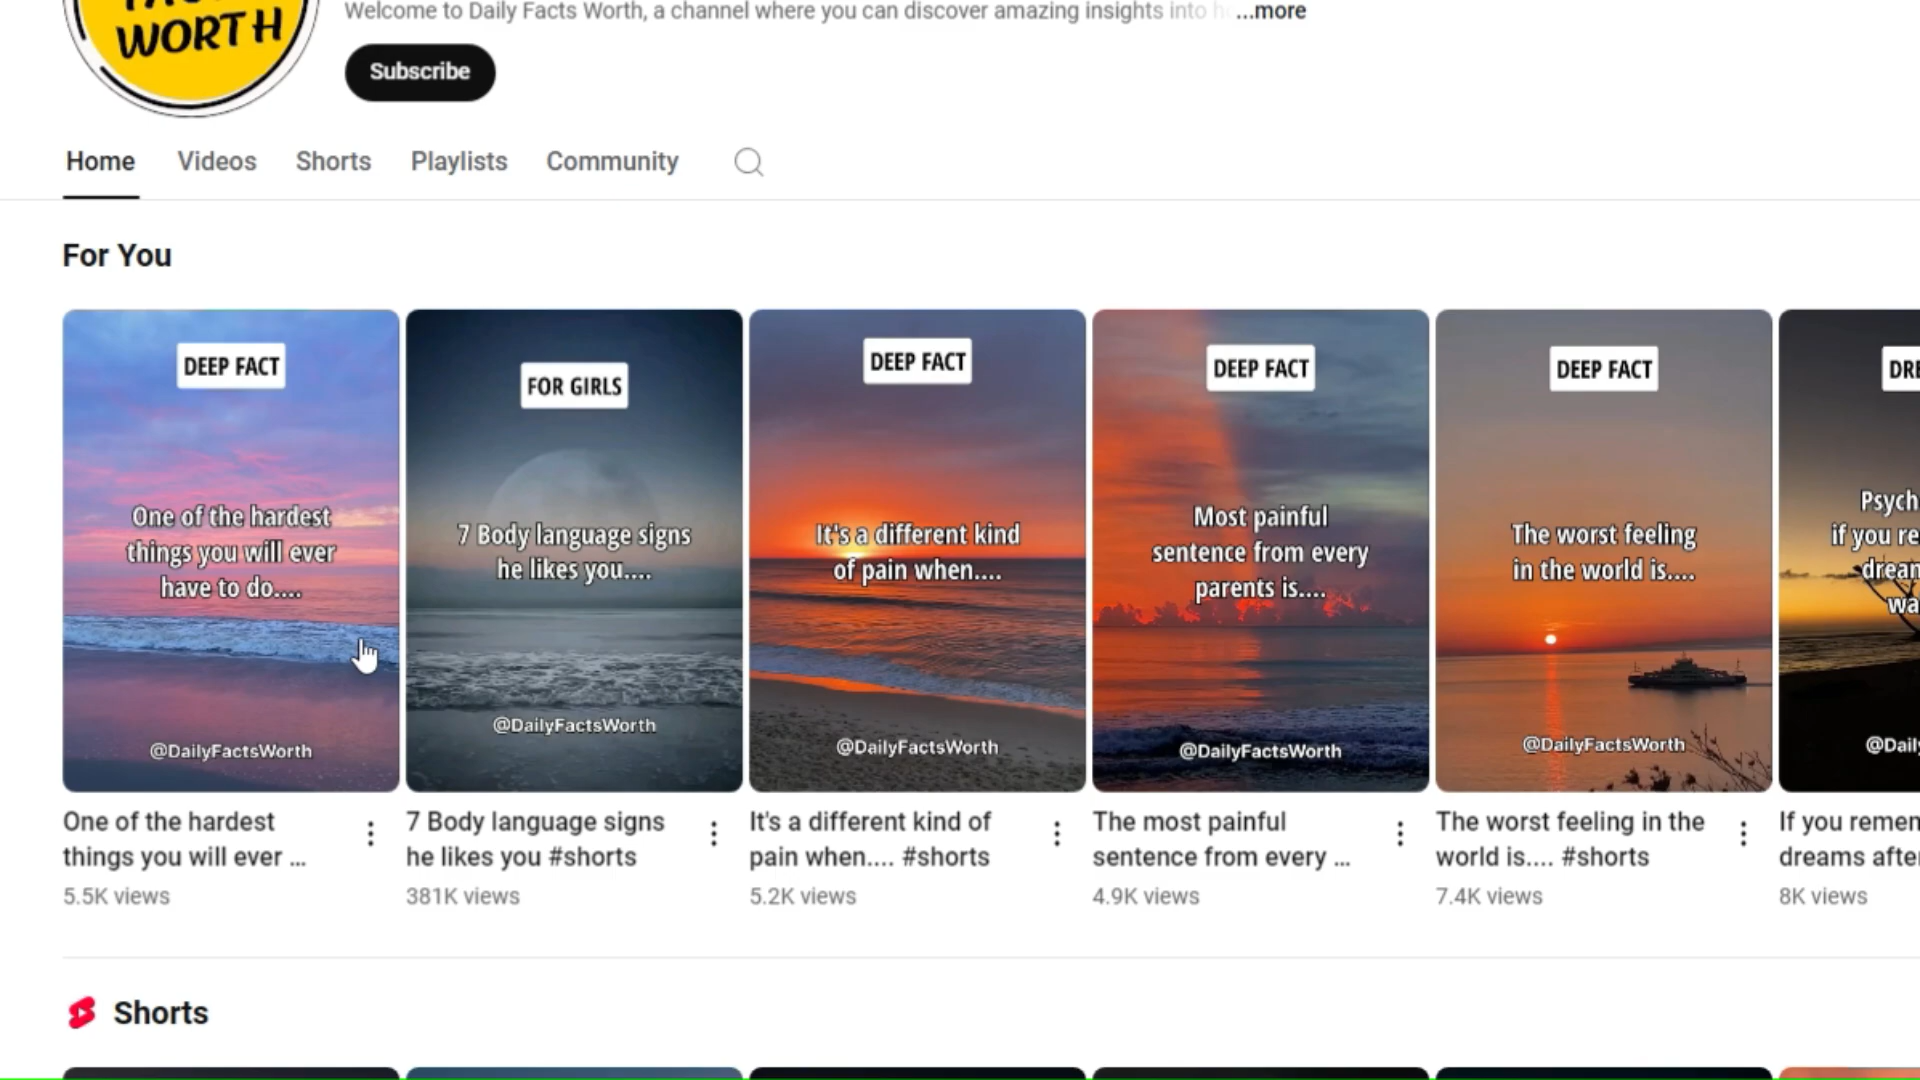 WORTH
Welcome to Daily Facts Worth, a channel where you can discover amazing insights into
...more
Subscribe
Home
Videos
Shorts
Playlists
Community
For You
DEEP FACT
One of the hardest
things you will ever
have to do....
@DailyFactsWorth
FOR GIRLS
7 Body language signs
he likes you....
@DailyFactsWorth
DEEP FACT
It's a different kind
of pain when....
@DailyFactsWorth
DEEP FACT
Most painful
sentence from every
parents is....
@DailyFactsWorth
DEEP FACT
The worst feeling
in the world is....
@DailyFactsWorth
if you
One of the hardest
things you will ever ...
5.5K views
7 Body language signs
he likes you #shorts
381K views
It's a different kind of
pain when.... #shorts
5.2K views
The most painful
sentence from every ...
4.9K views
The worst feeling in the
world is.... #shorts
7.4K views
If you
dreams
8K views
Shorts